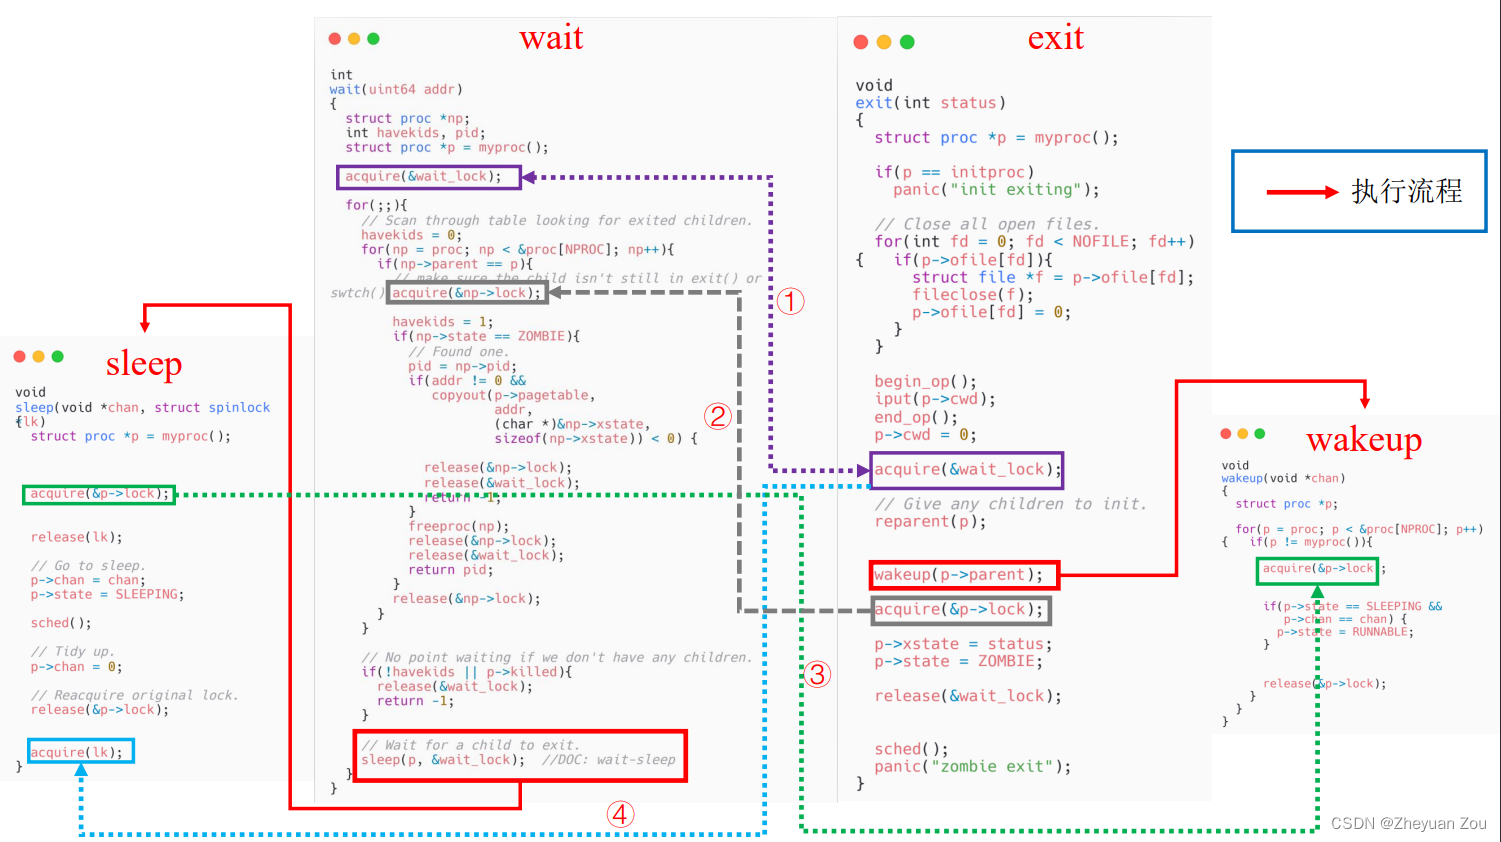 wait
int
wait(uint64 addr)
{
struct proc *np;
int havekids, pid;
struct proc *p = myproc();
acquire(&wait_lock);
for(;;){
// Scan through table looking for exited children.
havekids = 0;
for(np = proc; np < &proc[NPROC]; np++){
if(np->parent == p){
// make sure the child isn't still in exit() or
swtch()
acquire(&np->lock);
havekids = 1;
if(np->state == ZOMBIE){
// Found one.
pid = np->pid;
if(addr != 0 &&
copyout(p->pagetable,
addr,
(char *)&np->xstate,
sizeof(np->xstate)) < 0) {
release(&np->lock);
release(&wait_lock);
return -1;
}
freeproc(np);
release(&np->lock);
release(&wait_lock);
return pid;
}
release(&np->lock);
}
}
// No point waiting if we don't have any children.
if(!havekids || p->killed){
release(&wait_lock);
return -1;
}
// Wait for a child to exit.
sleep(p, &wait_lock);  //DOC: wait-sleep
}
}
exit
void
exit(int status)
{
struct proc *p = myproc();
if(p == initproc)
panic("init exiting");
// Close all open files.
for(int fd = 0; fd < NOFILE; fd++)
{ if(p->ofile[fd]){
struct file *f = p->ofile[fd];
fileclose(f);
p->ofile[fd] = 0;
}
}
begin_op();
iput(p->cwd);
end_op();
p->cwd = 0;
acquire(&wait_lock);
// Give any children to init.
reparent(p);
wakeup(p->parent);
acquire(&p->lock);
p->xstate = status;
p->state = ZOMBIE;
release(&wait_lock);
sched();
panic("zombie exit");
}
执行流程
①
②
③
④
sleep
void
sleep(void *chan, struct spinlock
*lk)
{
struct proc *p = myproc();
acquire(&p->lock);
release(lk);
// Go to sleep.
p->chan = chan;
p->state = SLEEPING;
sched();
// Tidy up.
p->chan = 0;
// Reacquire original lock.
release(&p->lock);
acquire(lk);
}
wakeup
void
wakeup(void *chan)
{
struct proc *p;
for(p = proc; p < &proc[NPROC]; p++)
{ if(p != myproc()){
acquire(&p->lock);
if(p->state == SLEEPING &&
p->chan == chan) {
p->state = RUNNABLE;
}
release(&p->lock);
}
}
}
CSDN @Zheyuan Zou